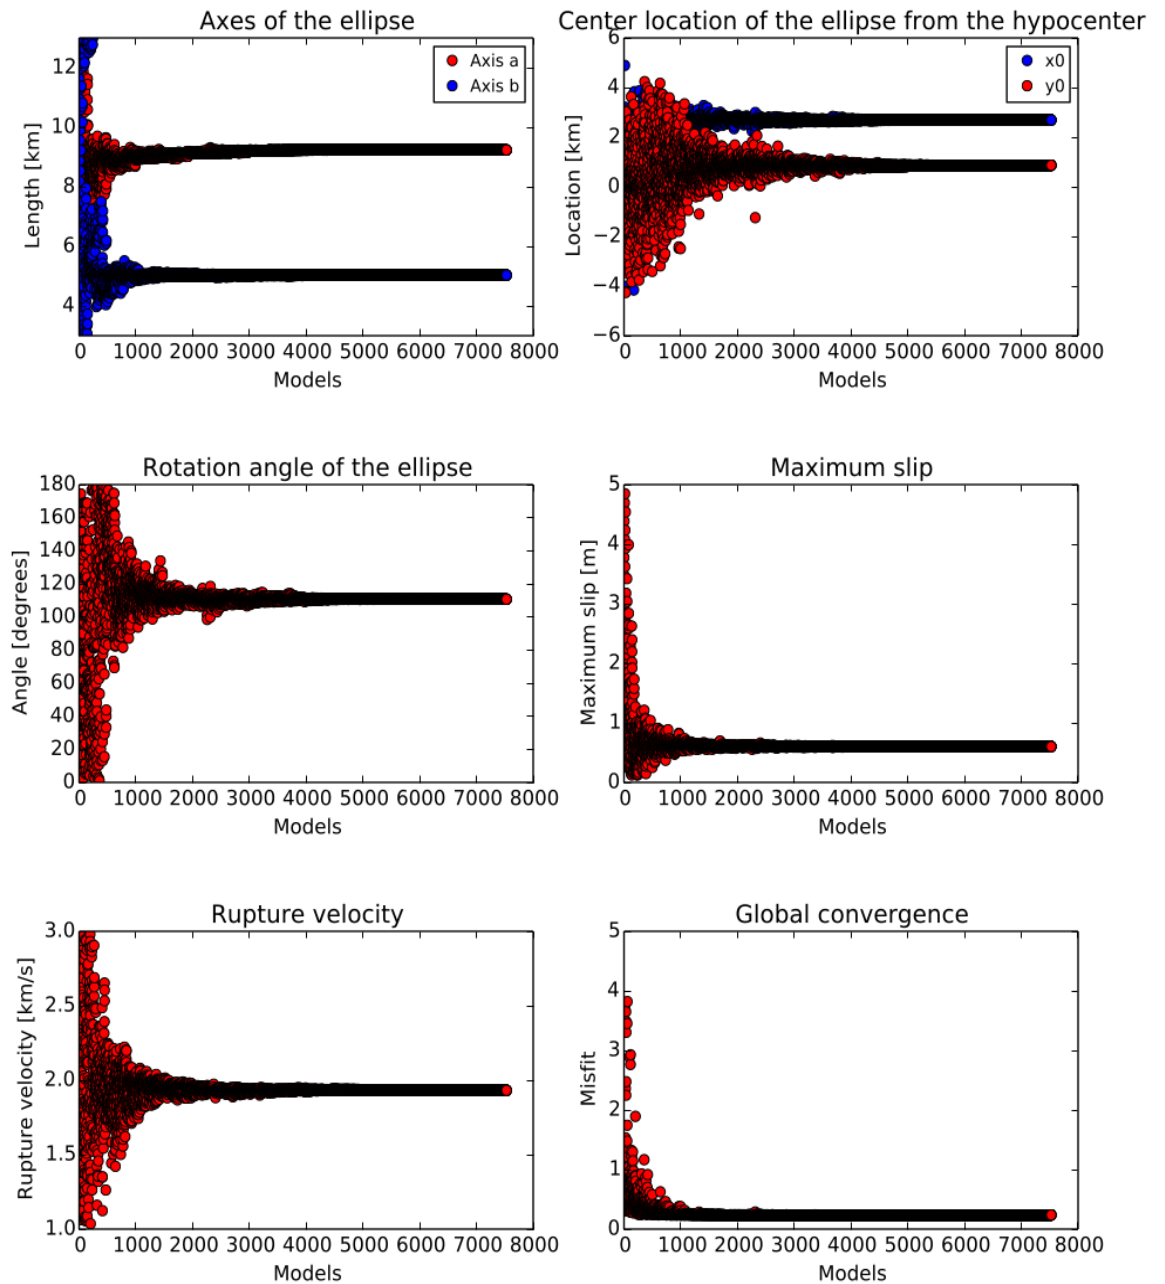 Axes of the ellipse
12
10
8
6
4
Length [km]
Axis a
Axis b
0 1000 2000 3000 4000 5000 6000 7000 8000
Models
Center location of the ellipse from the hypocenter
6
4
2
0
−2
−4
−6
Location [km]
x0
y0
0 1000 2000 3000 4000 5000 6000 7000 8000
Models
Rotation angle of the ellipse
180
160
140
120
100
80
60
40
20
0
Angle [degrees]
0 1000 2000 3000 4000 5000 6000 7000 8000
Models
Maximum slip
5
4
3
2
1
0
Maximum slip [m]
0 1000 2000 3000 4000 5000 6000 7000 8000
Models
Rupture velocity
3.0
2.5
2.0
1.5
1.0
Rupture velocity [km/s]
0 1000 2000 3000 4000 5000 6000 7000 8000
Models
Global convergence
5
4
3
2
1
0
Misfit
0 1000 2000 3000 4000 5000 6000 7000 8000
Models